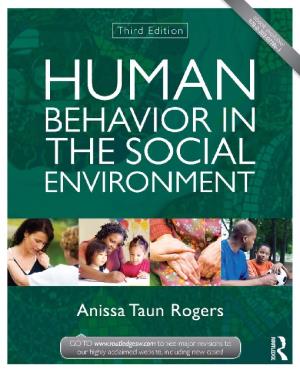 Third Edition
HUMAN
BEHAVIOR IN
THE SOCIAL
ENVIRONMENT
Anissa Taun Rogers
GO TO www.routledgesw.com to see major revisions to
our highly acclaimed website, including new cases!
ROUTLEDGE